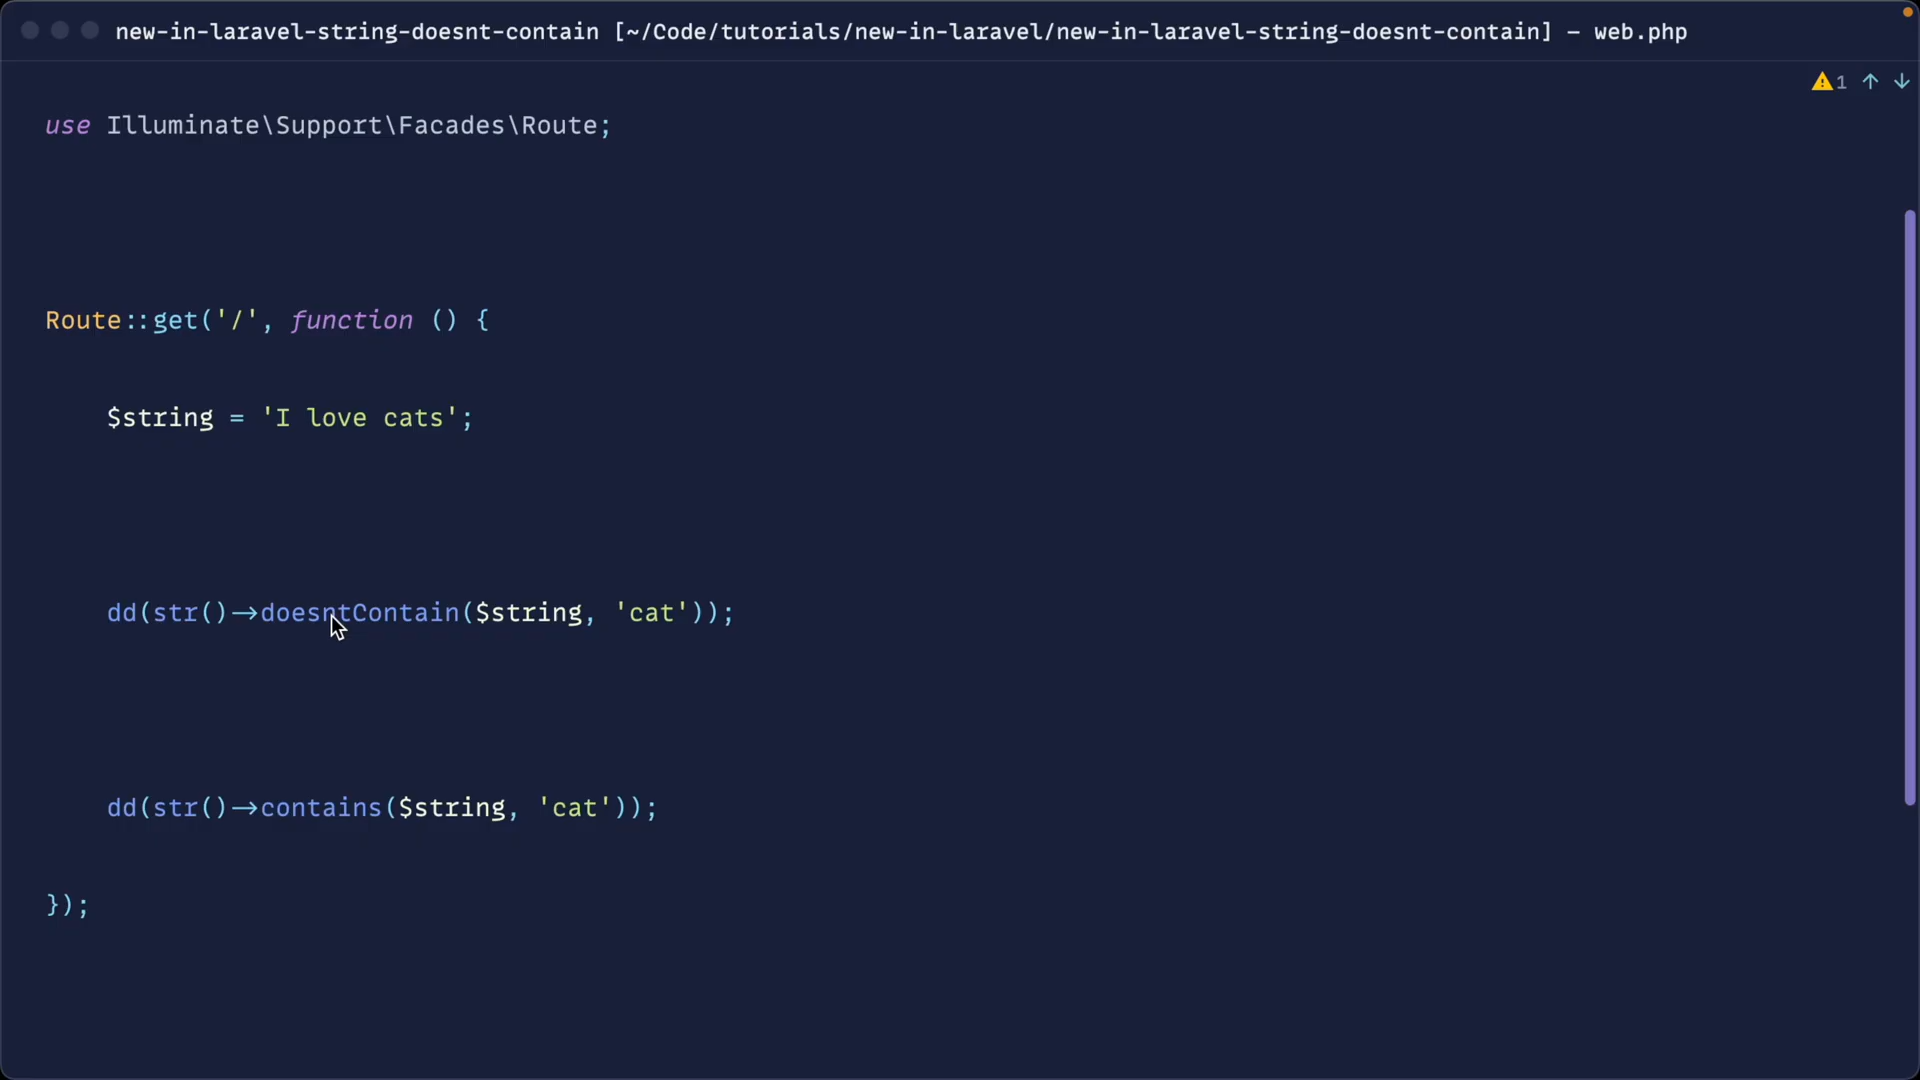 new-in-laravel-string-doesnt-contain [~/Code/tutorials/new-in-laravel/new-in-laravel-string-doesnt-contain] – web.php
1
use Illuminate\Support\Facades\Route;
Route::get('/', function () {
$string = 'I love cats';
dd(str()->doesntContain($string, 'cat'));
dd(str()->contains($string, 'cat'));
});